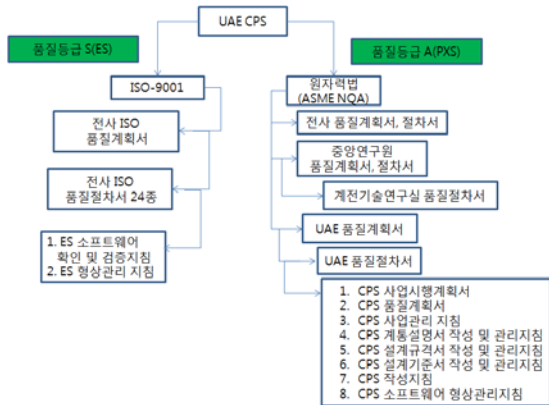 UAE CPS
품질등급 S(ES)
품질등급 A(PXS)
ISO-9001
전사 ISO
품질계획서
전사 ISO
품질절차서 24종
1. ES 소프트웨어
확인 및 검증지침
2. ES 형상관리 지침
원자력법
(ASME NQA)
전사 품질계획서, 절차서
중앙연구원
품질계획서, 절차서
계전기술연구실 품질절차서
UAE 품질계획서
UAE 품질절차서
1. CPS 사업시행계획서
2. CPS 품질계획서
3. CPS 사업관리 지침
4. CPS 계통설명서 작성 및 관리지침
5. CPS 설계규격서 작성 및 관리지침
6. CPS 설계기준서 작성 및 관리지침
7. CPS 작성지침
8. CPS 소프트웨어 형상관리지침